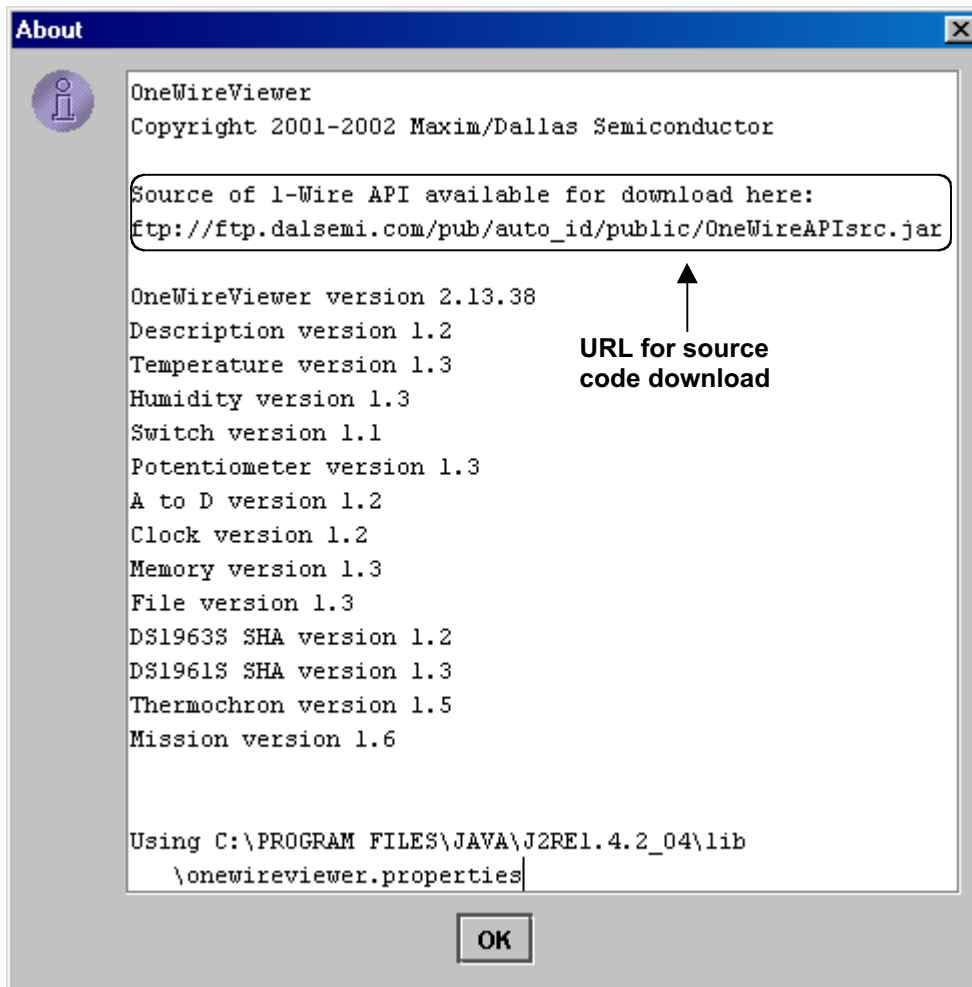 About
OneWireViewer
Copyright 2001-2002 Maxim/Dallas Semiconductor
Source of 1-Wire API available for download here:
ftp://ftp.dalsemi.com/pub/auto_id/public/OneWireAPIsrc.jar
OneWireViewer version 2.13.38
Description version 1.2
URL for source
code download
Temperature version 1.3
Humidity version 1.3
Switch version 1.1
Potentiometer version 1.3
A to D version 1.2
Clock version 1.2
Memory version 1.3
File version 1.3
DS1963S SHA version 1.2
DS1961S SHA version 1.3
Thermochron version 1.5
Mission version 1.6
Using C:\PROGRAM FILES\JAVA\J2RE1.4.2_04\lib
\onewireviewer.properties
OK